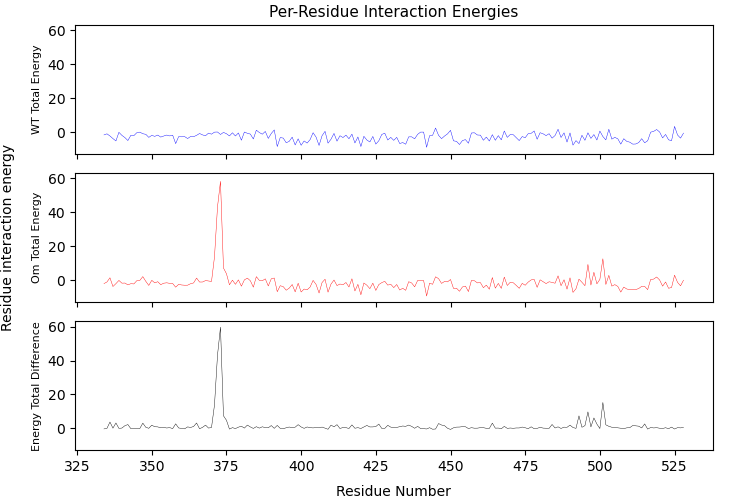 Per-Residue Interaction Energies
Residue interaction energy
WT Total Energy
60
40
20
0
Om Total Energy
60
40
20
0
Energy Total Difference
60
40
20
0
325 350 375 400 425 450 475 500 525
Residue Number